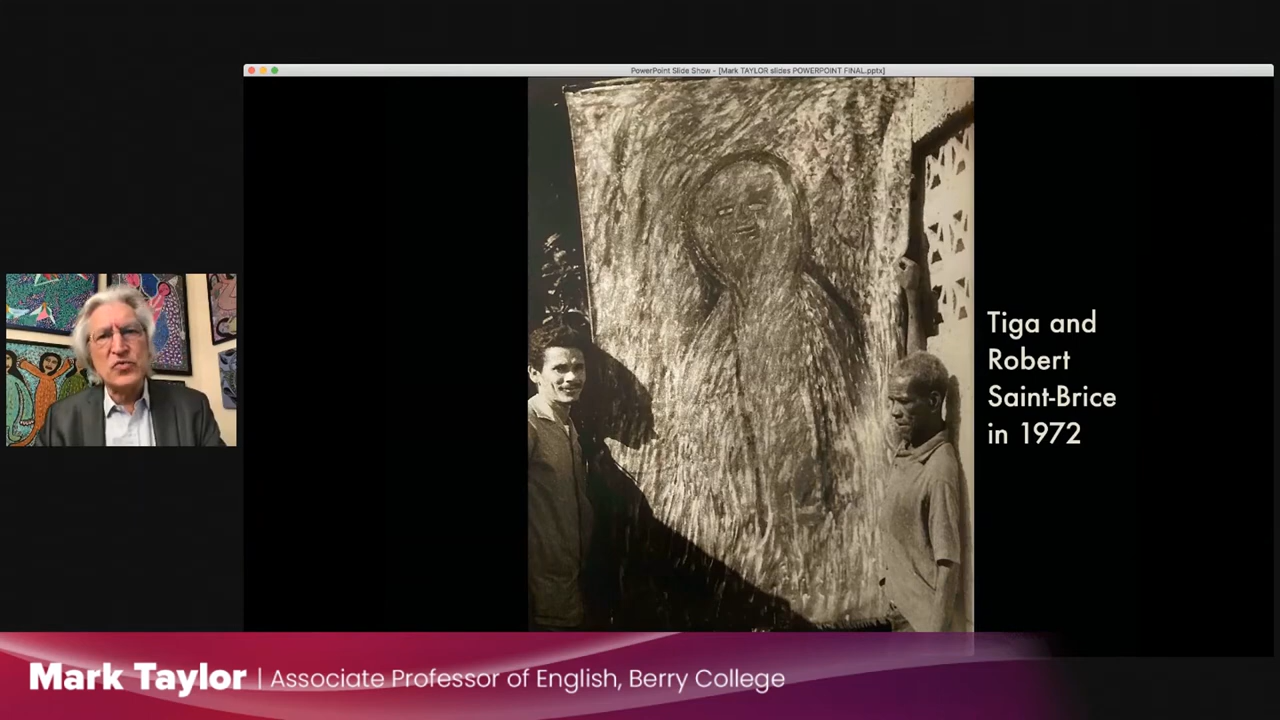 PowerPoint Slide Show - [Mark TAYLOR slides POWERPOINT FINAL.pptx]
Tiga and
Robert
Saint-Brice
in 1972
Mark Taylor | Associate Professor of English, Berry College